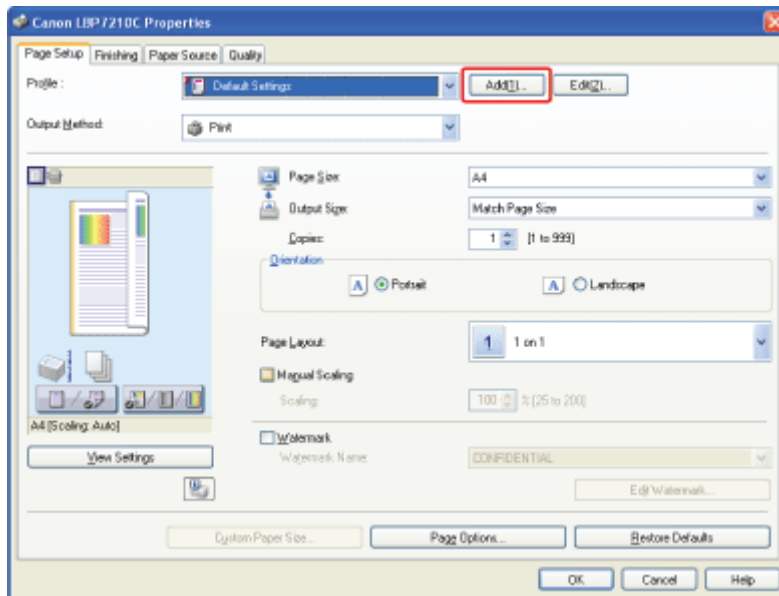 Canon LBP7210C Properties
Page Setup Finishing Paper Source Quality
Profile : Default Settings Add(1)... Edit(2)...
Output Method: Print
Page Size: A4
Output Size: Match Page Size
Copies: 1 [1 to 999]
Orientation
A Portrait A Landscape
Page Layout: 1 1 on 1
Manual Scaling
Scaling: 100 % [25 to 200]
A4 [Scaling: Auto]
Watermark
View Settings Watermark Name: CONFIDENTIAL
Edit Watermark...
Custom Paper Size... Page Options... Restore Defaults
OK Cancel Help